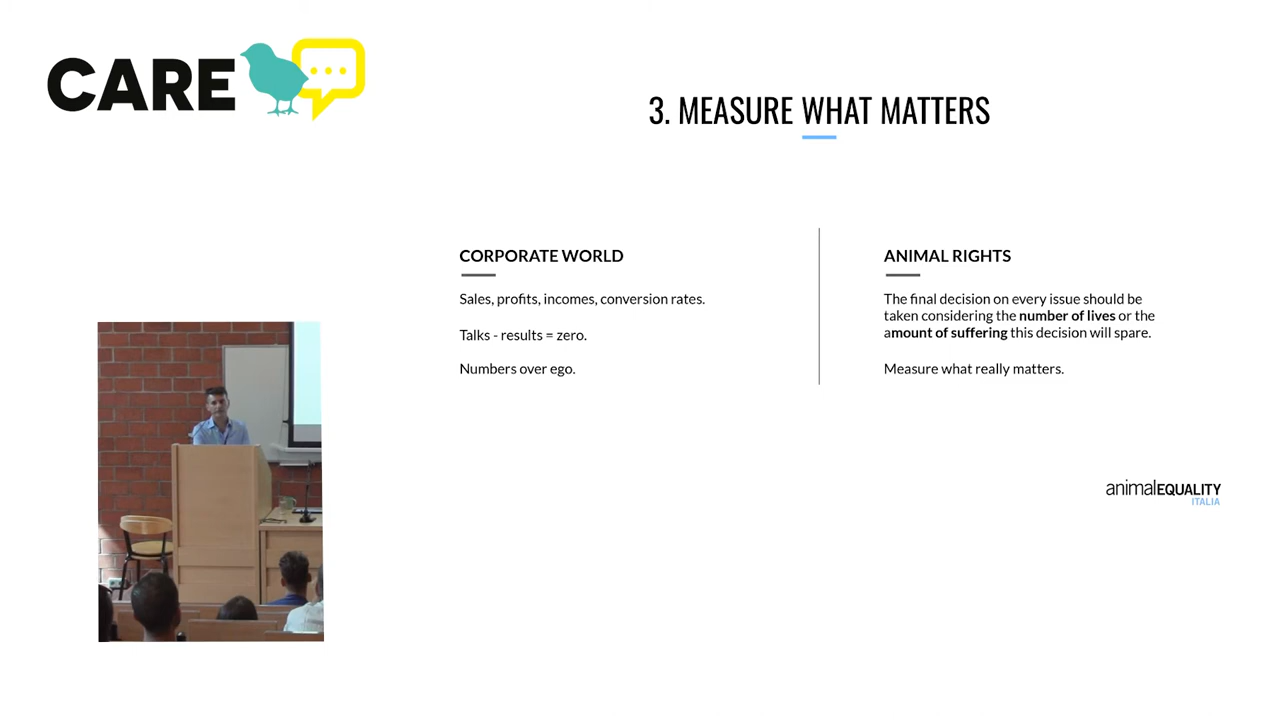 CARE
3. MEASURE WHAT MATTERS
CORPORATE WORLD
Sales, profits, incomes, conversion rates.
Talks - results = zero.
Numbers over ego.
ANIMAL RIGHTS
The final decision on every issue should be
taken considering the number of lives or the
amount of suffering this decision will spare.
Measure what really matters.
animalEQUALITY
ITALIA